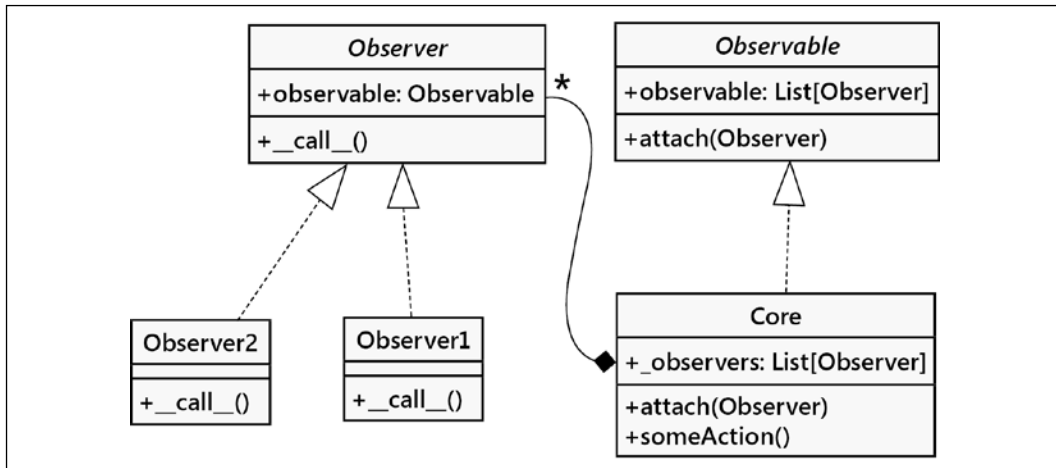 Observer
+observable: Observable
+__call__()
*
Observable
+observable: List[Observer]
+attach(Observer)
Observer2
+__call__()
Observer1
+__call__()
Core
+_observers: List[Observer]
+attach(Observer)
+someAction()